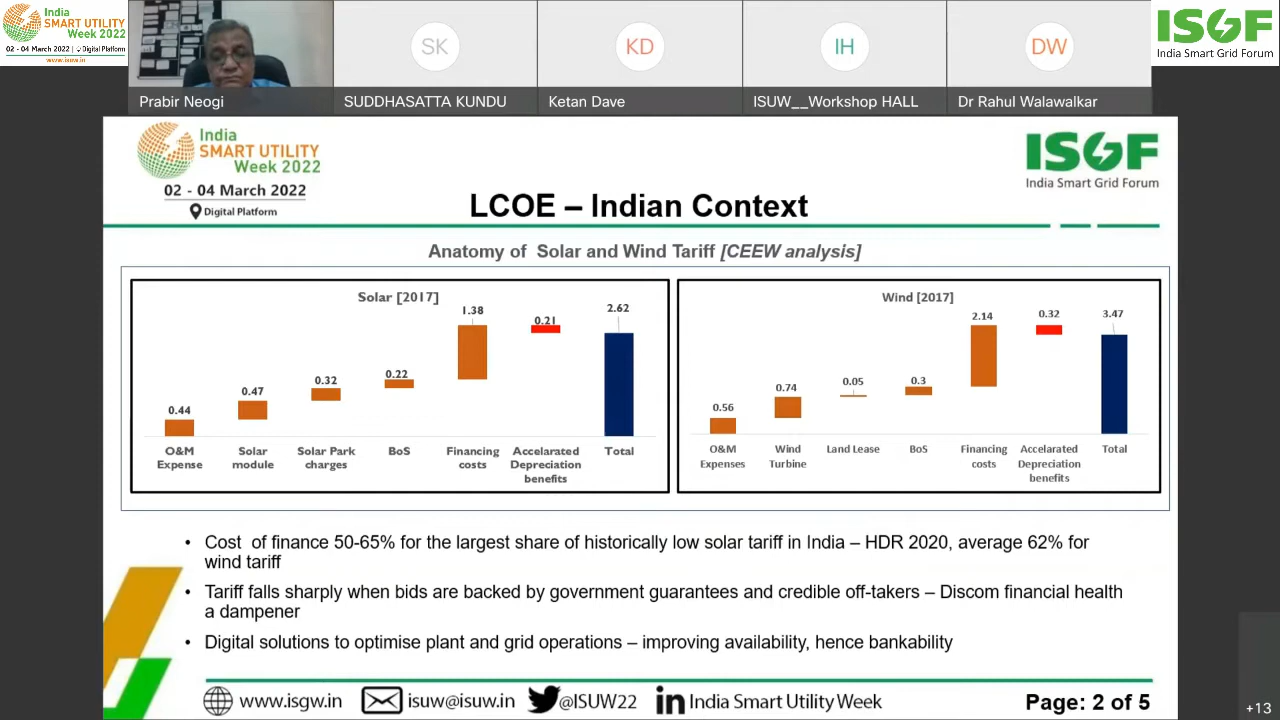 India
SMART UTILITY
Week 2022
02 - 04 March 2022 | Digital Platform
www.isuw.in
SK
KD
IH
DW
ISGF
India Smart Grid Forum
Prabir Neogi
SUDDHASATTA KUNDU
Ketan Dave
ISUW__Workshop HALL
Dr Rahul Walawalkar
India
SMART UTILITY
Week 2022
02 - 04 March 2022
Digital Platform
ISGF
India Smart Grid Forum
LCOE – Indian Context
Anatomy of Solar and Wind Tariff [CEEW analysis]
Solar [2017]
0.44
0.47
0.32
0.22
1.38
0.21
2.62
O&M Expense
Solar module
Solar Park charges
BoS
Financing costs
Accelarated Depreciation benefits
Total
Wind [2017]
0.56
0.74
0.05
0.3
2.14
0.32
3.47
O&M Expenses
Wind Turbine
Land Lease
BoS
Financing costs
Accelarated Depreciation benefits
Total
• Cost of finance 50-65% for the largest share of historically low solar tariff in India – HDR 2020, average 62% for
wind tariff
• Tariff falls sharply when bids are backed by government guarantees and credible off-takers – Discom financial health
a dampener
• Digital solutions to optimise plant and grid operations – improving availability, hence bankability
www.isgw.in
isuw@isuw.in
@ISUW22
in India Smart Utility Week
Page: 2 of 5
+13